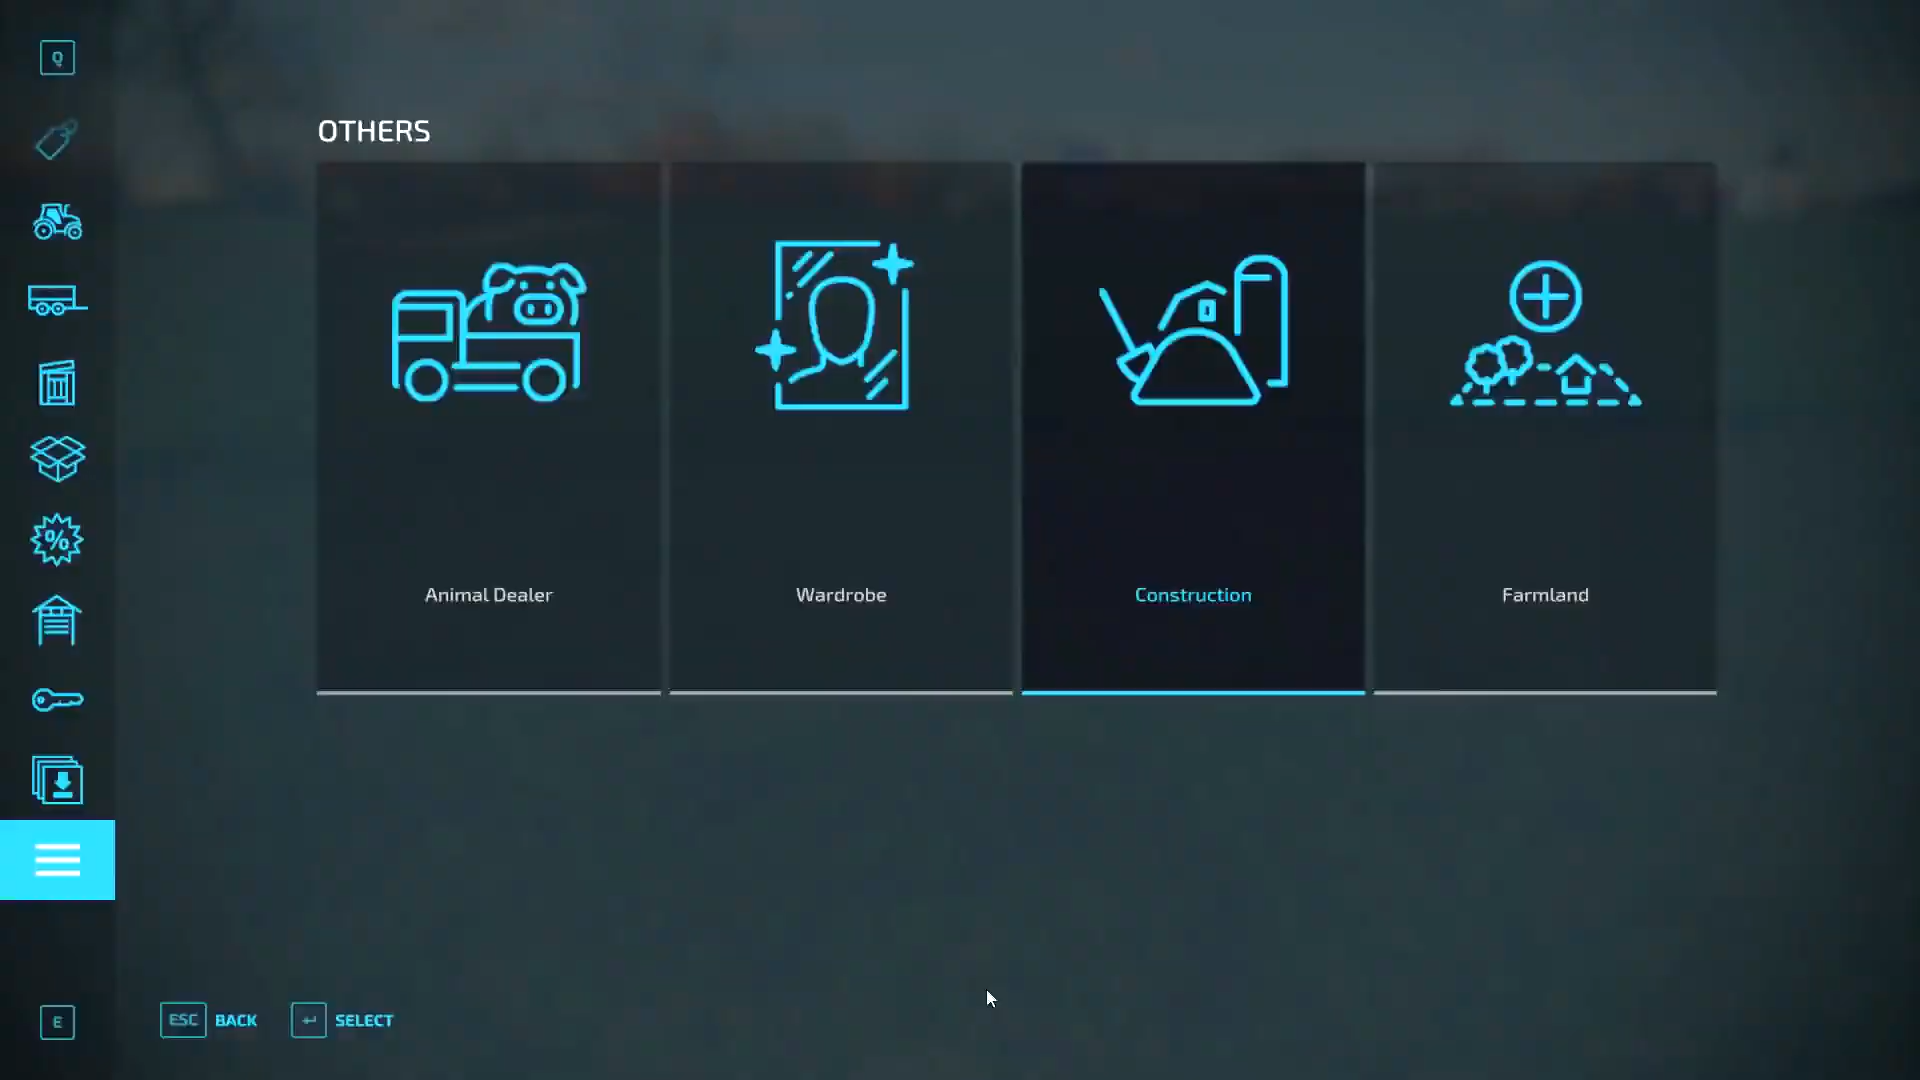 Q
OTHERS
%
Animal Dealer
Wardrobe
Construction
Farmland
E
ESC BACK
SELECT